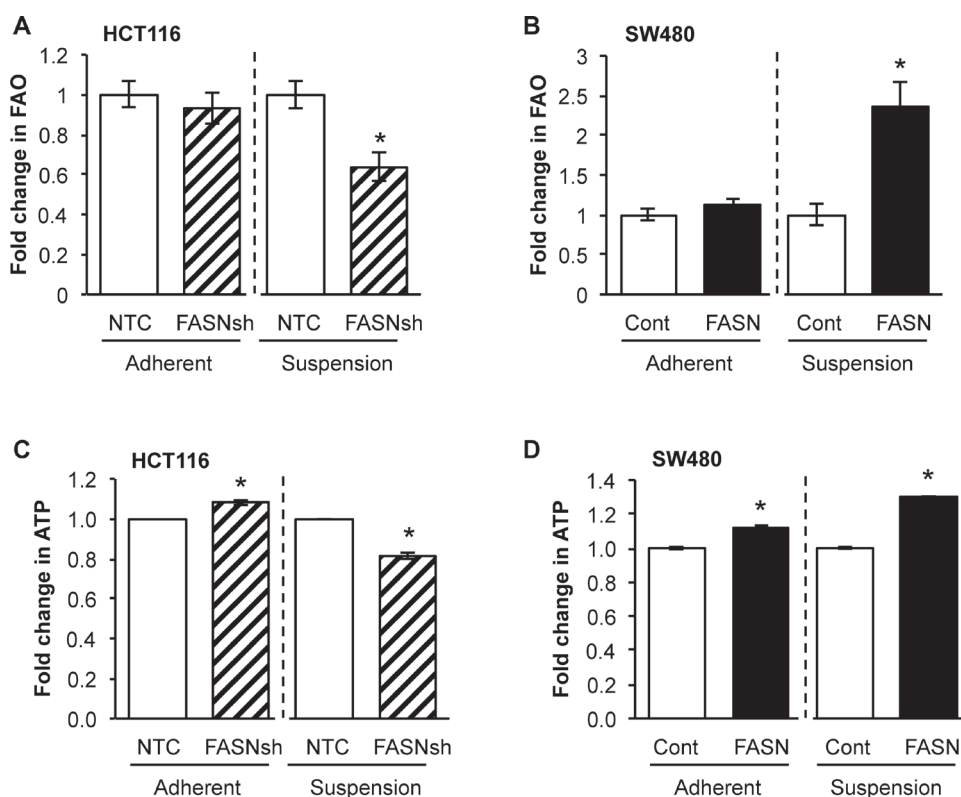 A
HCT116
Fold change in FAO
1.2
1
0.8
0.6
0.4
0.2
0
*
NTC FASNsh NTC FASNsh
Adherent Suspension
B
SW480
Fold change in FAO
3
2.5
2
1.5
1
0.5
0
*
Cont FASN Cont FASN
Adherent Suspension
C
HCT116
Fold change in ATP
1.2
1.0
0.8
0.6
0.4
0.2
0.0
* *
NTC FASNsh NTC FASNsh
Adherent Suspension
D
SW480
Fold change in ATP
1.4
1.2
1.0
0.8
0.6
0.4
0.2
0.0
* *
Cont FASN Cont FASN
Adherent Suspension